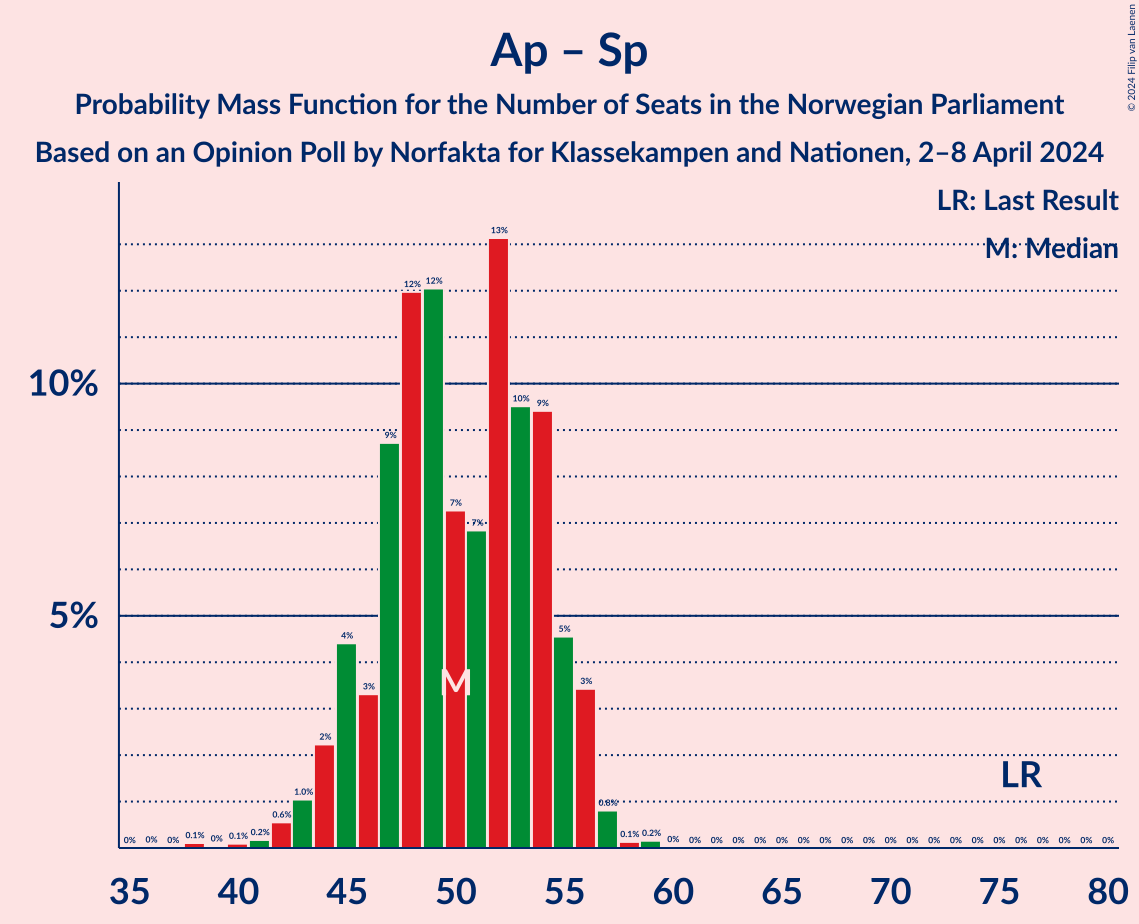 Ap – Sp
Probability Mass Function for the Number of Seats in the Norwegian Parliament
Based on an Opinion Poll by Norfakta for Klassekampen and Nationen, 2–8 April 2024
© 2024 Filip van Laenen
LR: Last Result
M: Median
10%
5%
0% 0% 0% 0.1% 0% 0.1% 0.2% 0.6% 1.0% 2% 4% 3% 9% 12% 12% 7% 7% 13% 10% 9% 5% 3% 0.8% 0.1% 0.2% 0% 0% 0% 0% 0% 0% 0% 0% 0% 0% 0% 0% 0% 0% 0% 0% 0% 0% 0% 0% 0%
M
LR
35 40 45 50 55 60 65 70 75 80